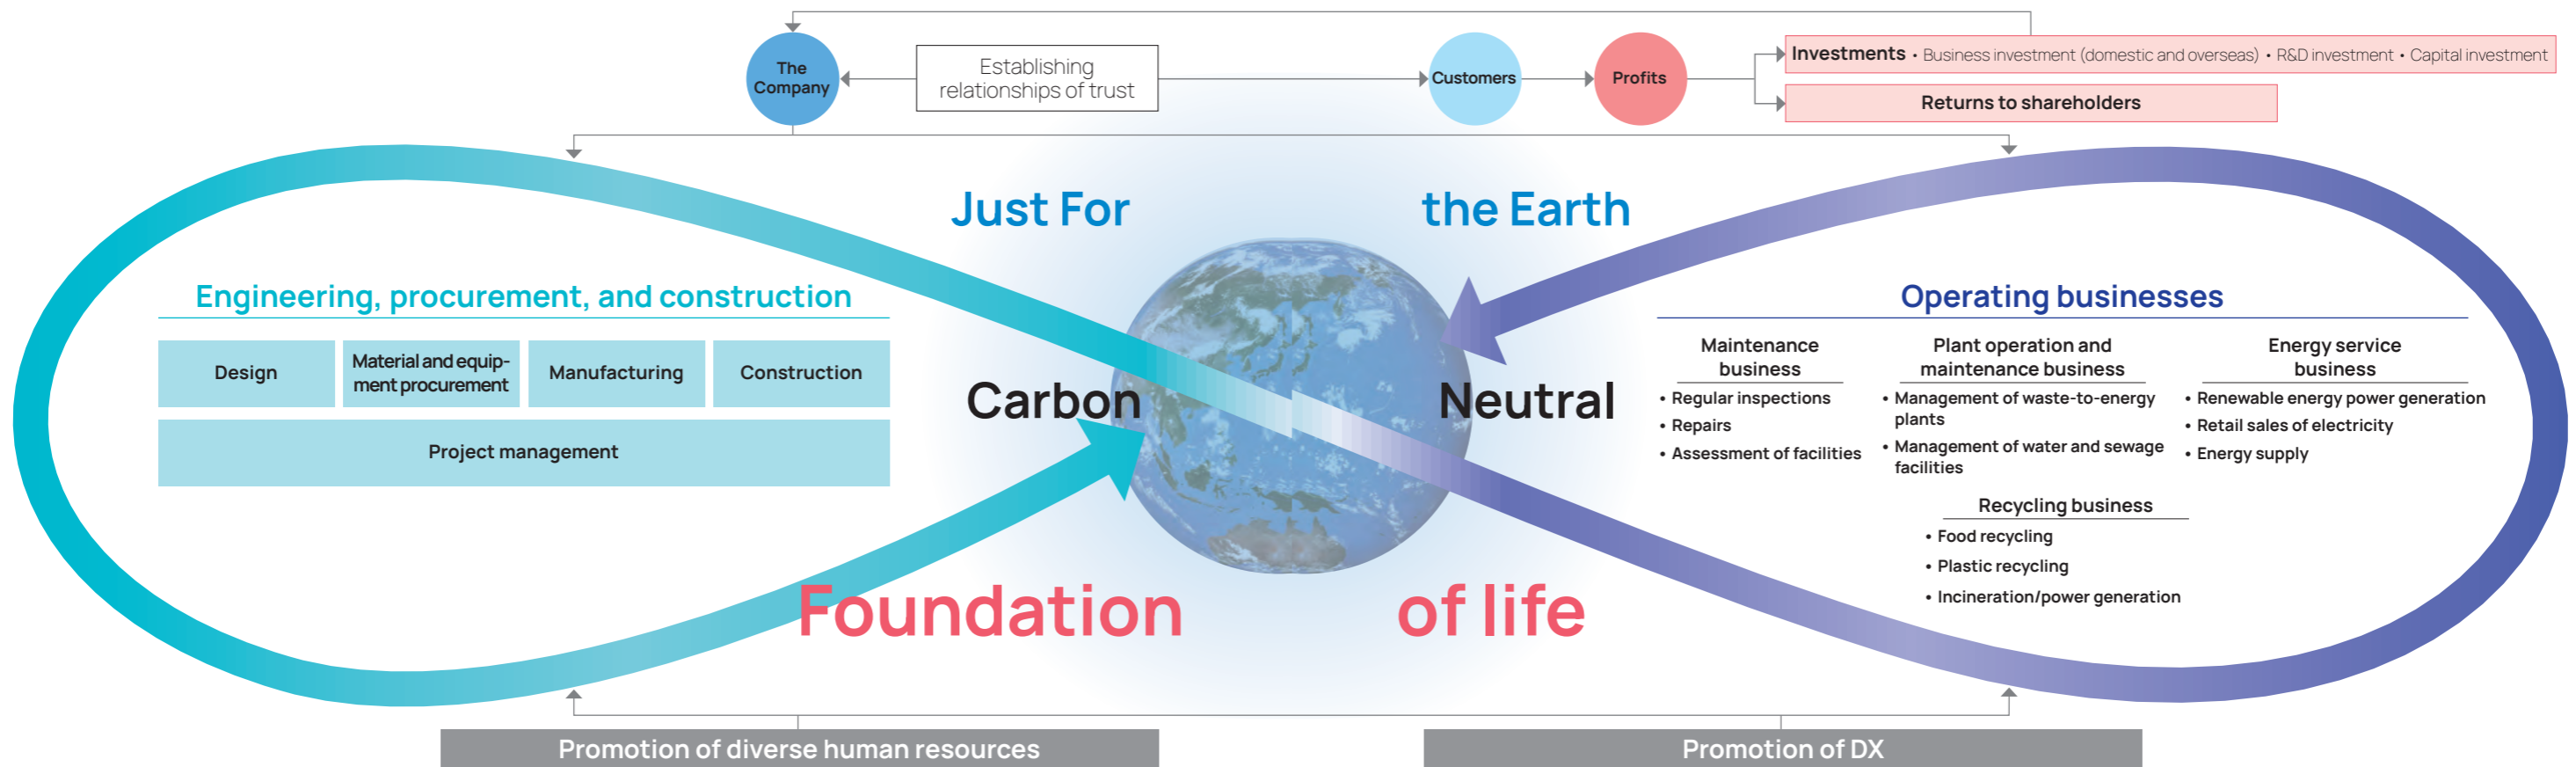 The
Company
Establishing
relationships of trust
Customers
Profits
Investments • Business investment (domestic and overseas) • R&D investment • Capital investment
Returns to shareholders
Just For the Earth
Engineering, procurement, and construction
Design
Material and equip-
ment procurement
Manufacturing
Construction
Project management
Carbon Neutral
Operating businesses
Maintenance
business
• Regular inspections
• Repairs
• Assessment of facilities
Plant operation and
maintenance business
• Management of waste-to-energy
plants
• Management of water and sewage
facilities
Energy service
business
• Renewable energy power generation
• Retail sales of electricity
• Energy supply
Recycling business
• Food recycling
• Plastic recycling
• Incineration/power generation
Foundation of life
Promotion of diverse human resources
Promotion of DX